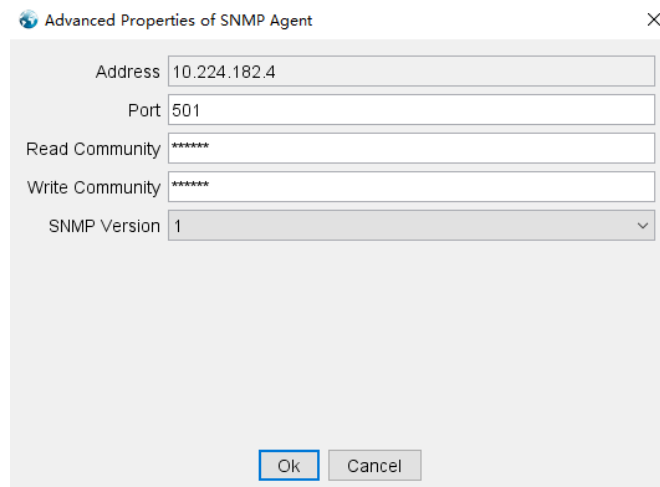 Advanced Properties of SNMP Agent
Address 10.224.182.4
Port 501
Read Community ******
Write Community ******
SNMP Version 1
Ok Cancel